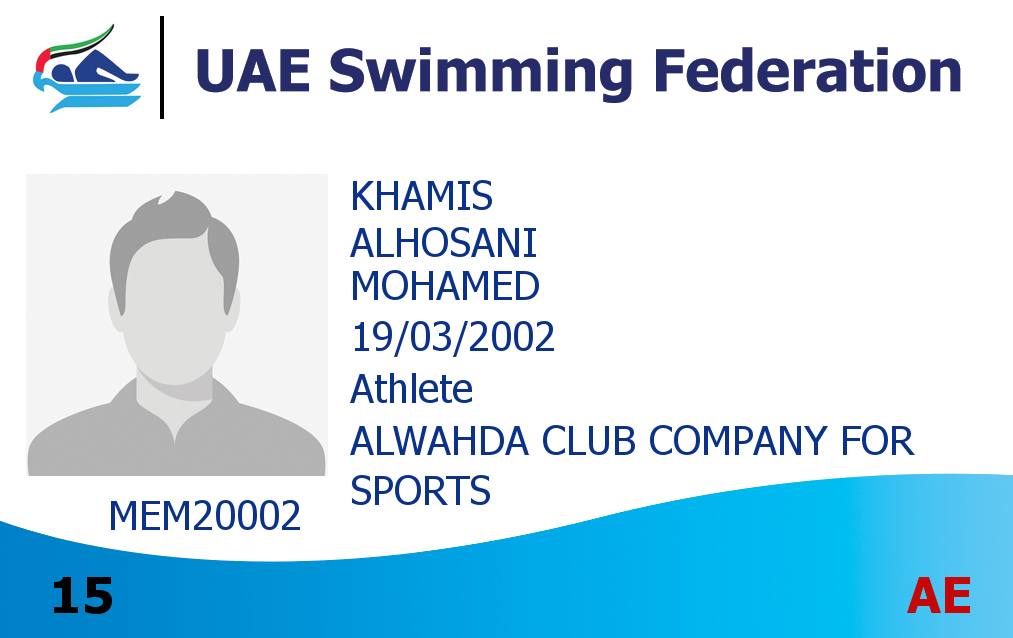 UAE Swimming Federation
KHAMIS
ALHOSANI
MOHAMED
19/03/2002
Athlete
ALWAHDA CLUB COMPANY FOR
SPORTS
MEM20002
15
AE